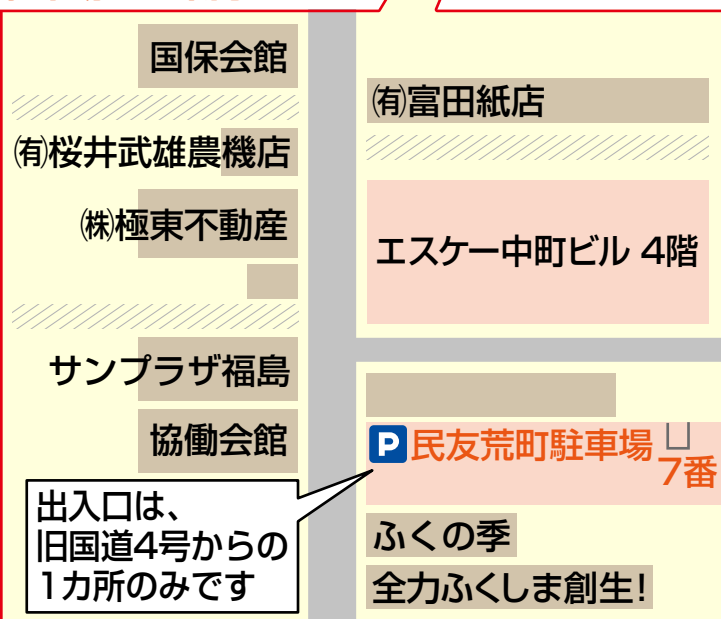 国保会館
㈲富田紙店
㈲桜井武雄農機店
㈱極東不動産
エスケー中町ビル 4階
サンプラザ福島
協働会館
P 民友荒町駐車場
7番
出入口は、
旧国道4号からの
1カ所のみです
ふくの季
全力ふくしま創生!